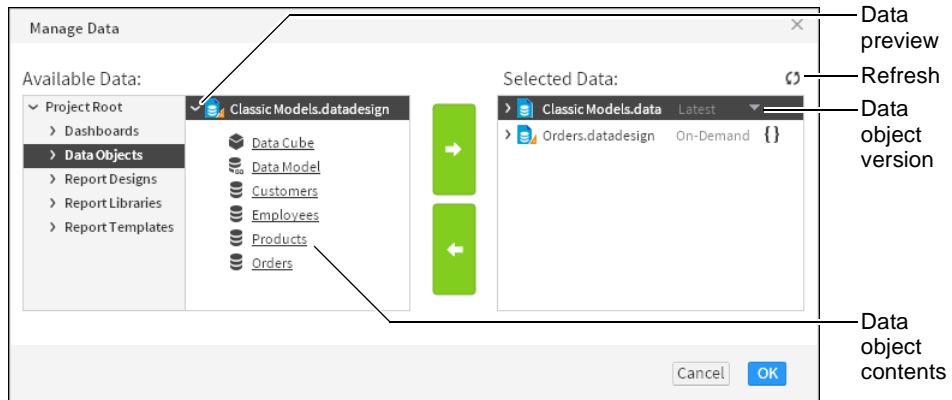 Manage Data
Data
preview
Available Data:
Selected Data:
Refresh
Project Root
Dashboards
Data Objects
Report Designs
Report Libraries
Report Templates
Classic Models.datadesign
Data Cube
Data Model
Customers
Employees
Products
Orders
Classic Models.data Latest
Orders.datadesign On-Demand {}
Data
object
version
Data
object
contents
Cancel OK